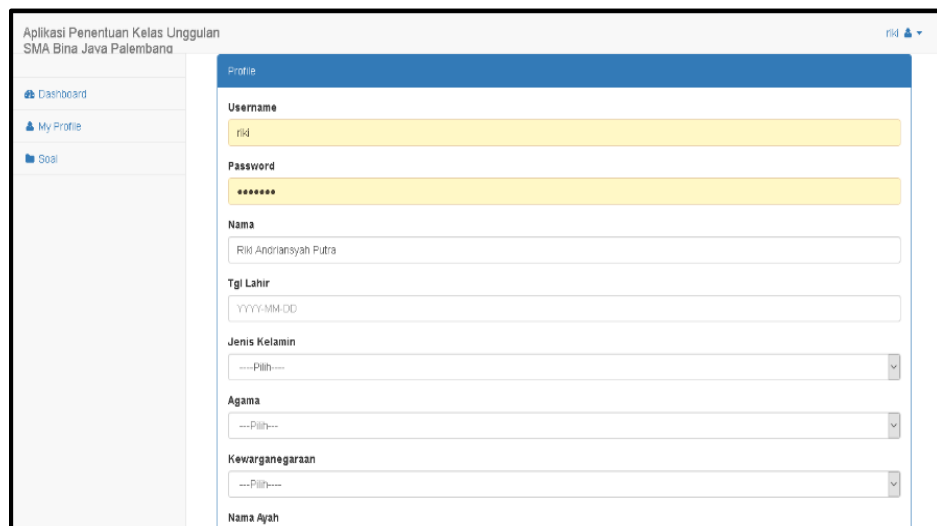 Aplikasi Penentuan Kelas Unggulan
SMA Bina Java Palembang
riki
Dashboard
My Profile
Soal
Profile
Username
riki
Password
•••••••
Nama
Riki Andriansyah Putra
Tgl Lahir
YYYY-MM-DD
Jenis Kelamin
----Pilih----
Agama
---Pilih---
Kewarganegaraan
---Pilih----
Nama Ayah